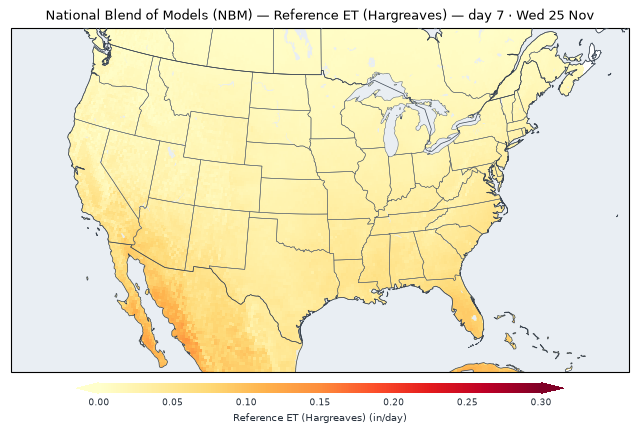 National Blend of Models (NBM) — Reference ET (Hargreaves) — day 7 · Wed 25 Nov
0.00 0.05 0.10 0.15 0.20 0.25 0.30
Reference ET (Hargreaves) (in/day)